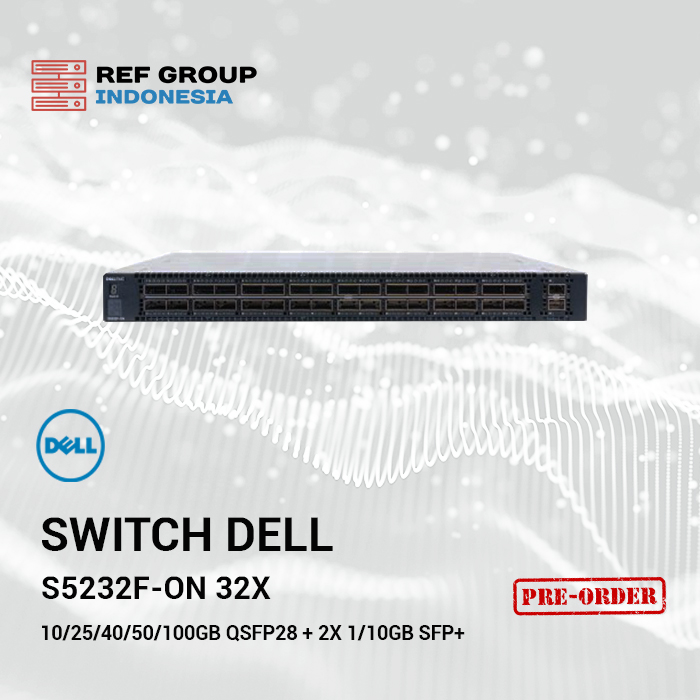 REF GROUP
INDONESIA
DELL
SWITCH DELL
S5232F-ON 32X
PRE-ORDER
10/25/40/50/100GB QSFP28 + 2X 1/10GB SFP+